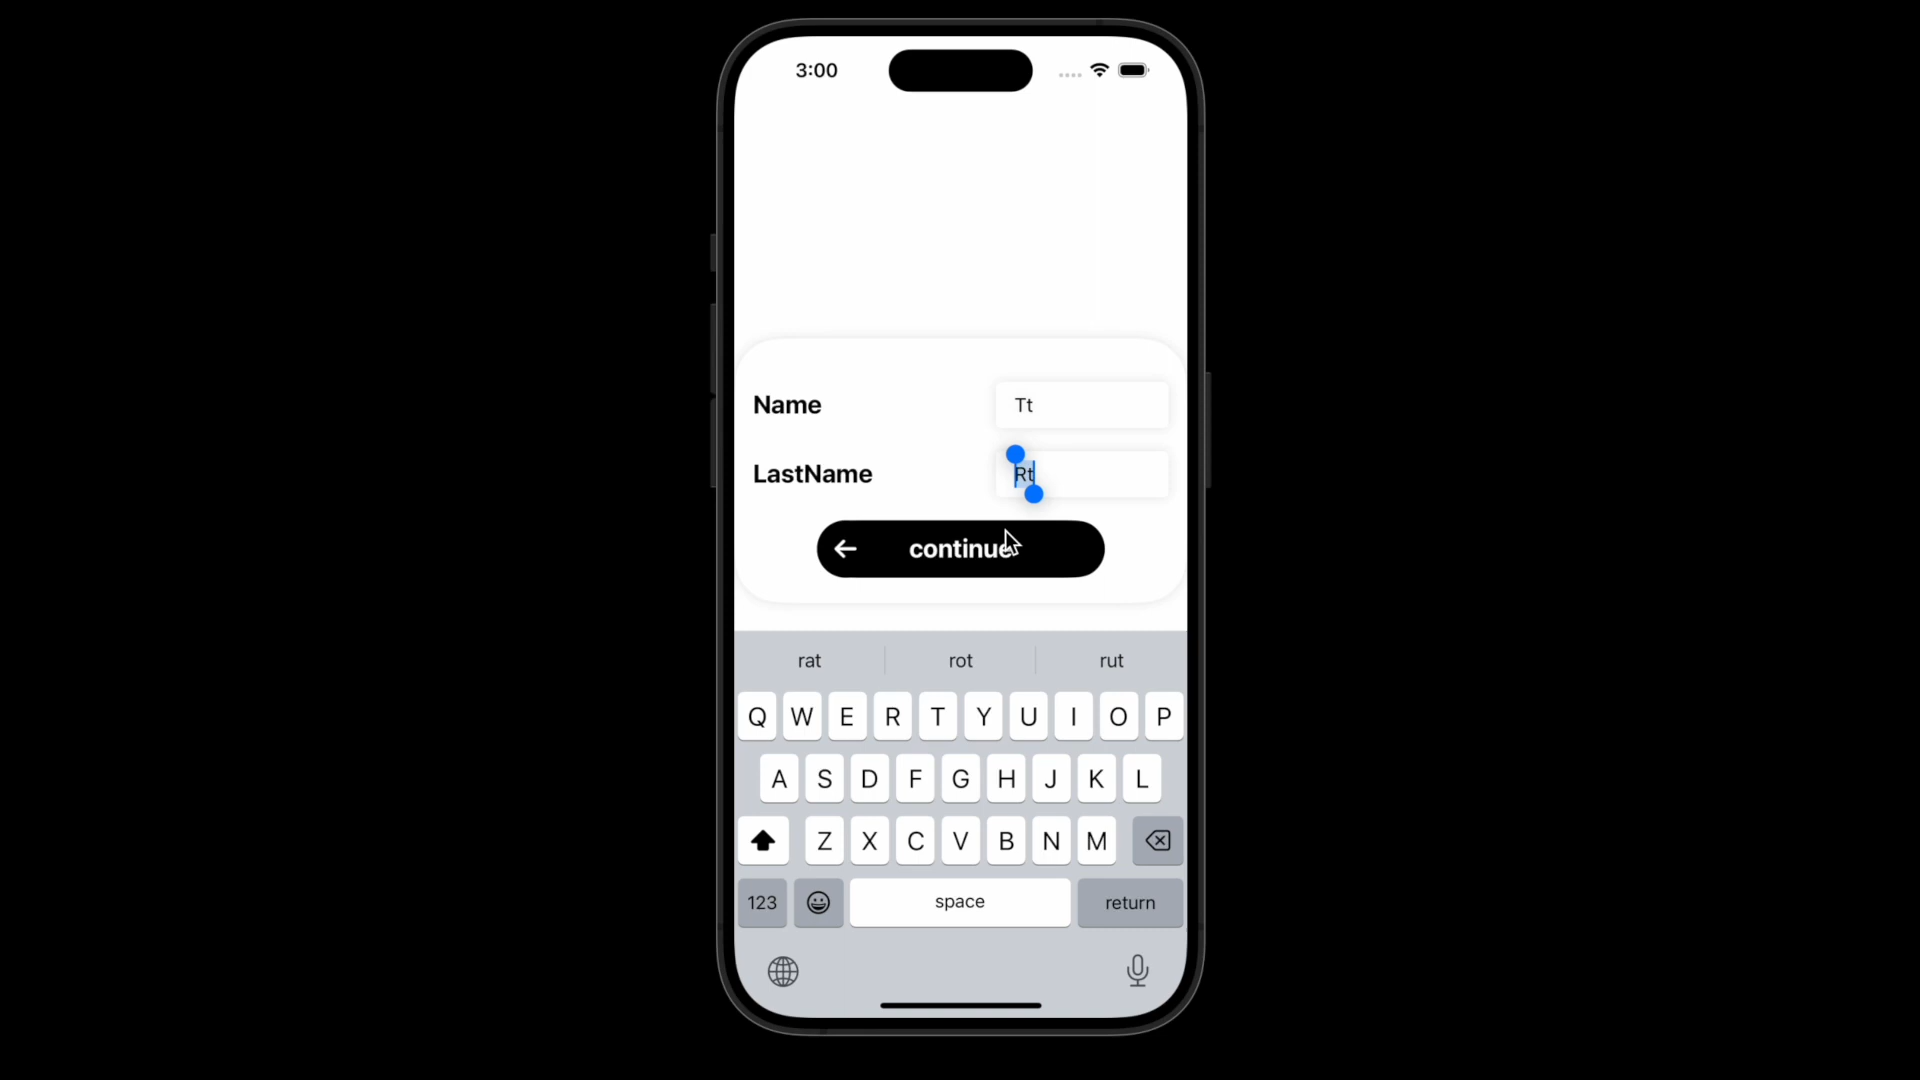 3:00
Name Tt
LastName Rt
continue
rat rot rut
Q W E R T Y U I O P
A S D F G H J K L
Z X C V B N M
123 space return